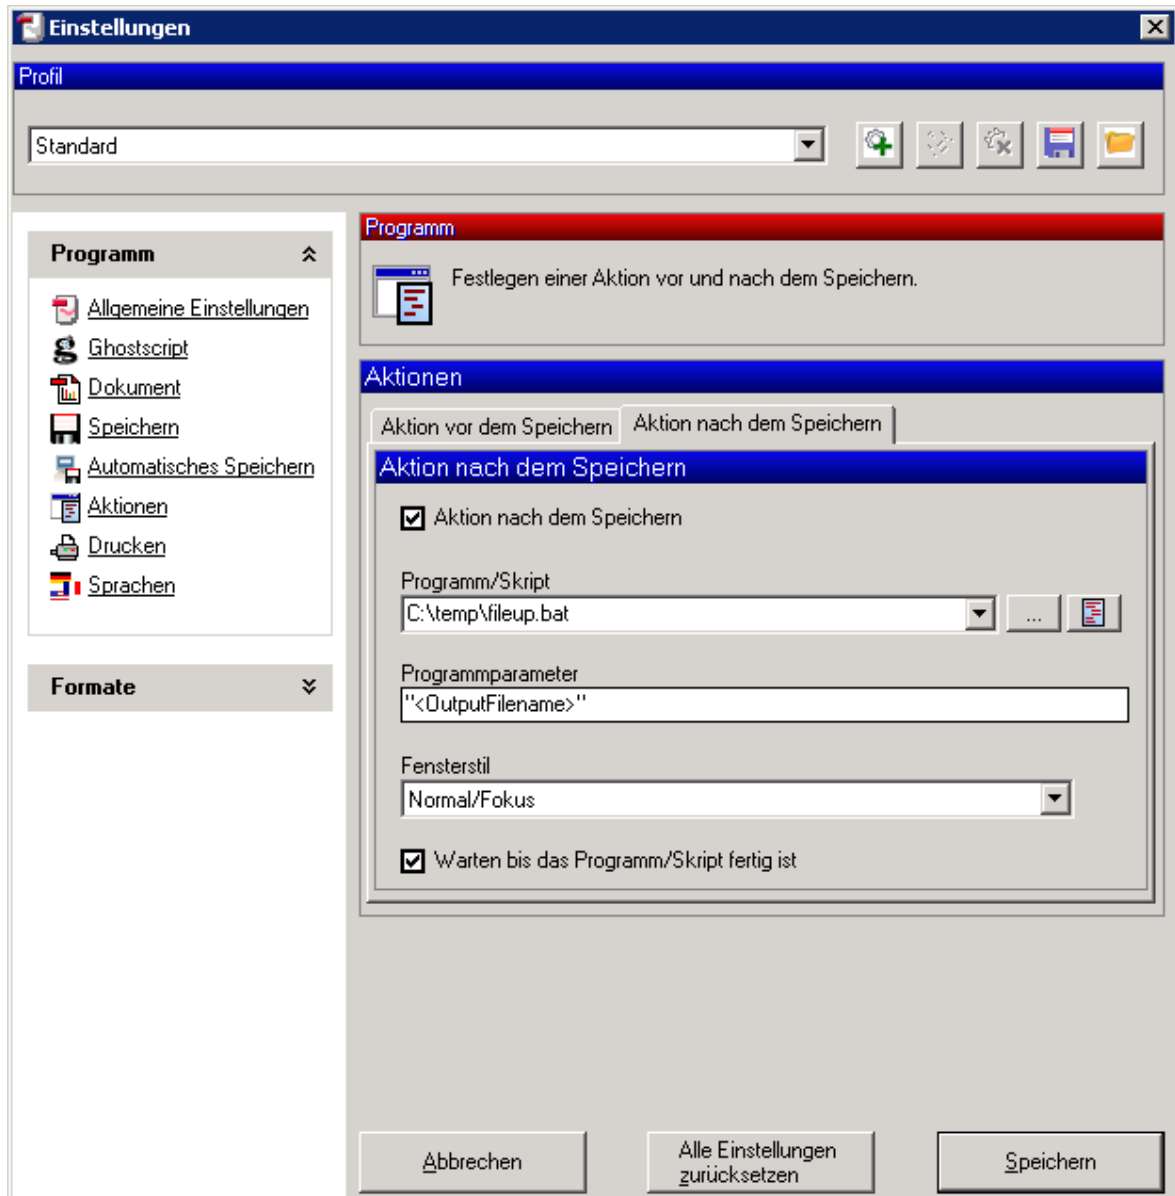 Einstellungen
Profil
Standard
Programm
Allgemeine Einstellungen
Ghostscript
Dokument
Speichern
Automatisches Speichern
Aktionen
Drucken
Sprachen
Formate
Programm
Festlegen einer Aktion vor und nach dem Speichern.
Aktionen
Aktion vor dem Speichern
Aktion nach dem Speichern
Aktion nach dem Speichern
Aktion nach dem Speichern
Programm/Skript
C:\temp\fileup.bat
...
Programmparameter
"<OutputFilename>"
Fensterstil
Normal/Fokus
Warten bis das Programm/Skript fertig ist
Abbrechen
Alle Einstellungen
zurücksetzen
Speichern